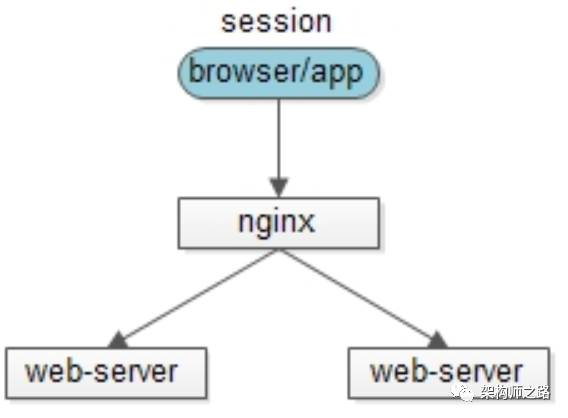 session
browser/app
nginx
web-server
web-server
架构师之路